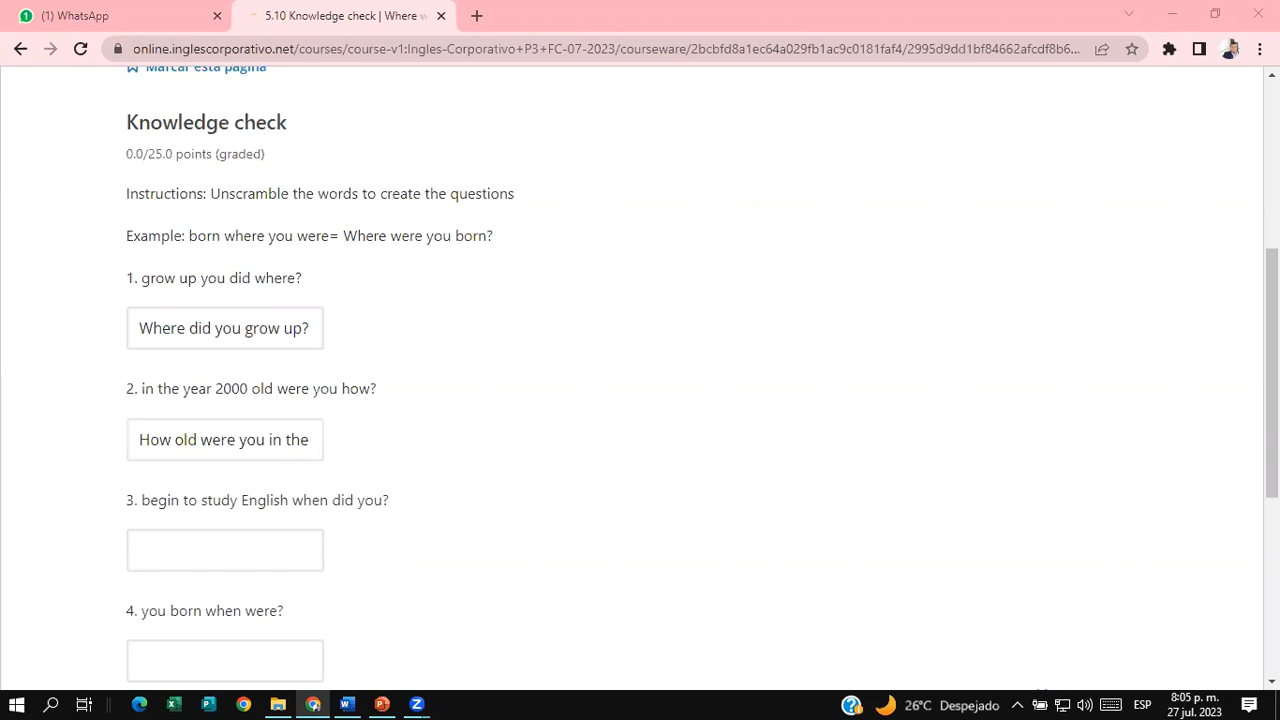 (1) WhatsApp
5.10 Knowledge check | Where w
online.inglescorporativo.net/courses/course-v1:Ingles-Corporativo+P3+FC-07-2023/courseware/2bcbfd8a1ec64a029fb1ac9c0181faf4/2995d9dd1bf84662afcdf8b6...
Marcar esta página
Knowledge check
0.0/25.0 points (graded)
Instructions: Unscramble the words to create the questions
Example: born where you were= Where were you born?
1. grow up you did where?
Where did you grow up?
2. in the year 2000 old were you how?
How old were you in the
3. begin to study English when did you?
4. you born when were?
26°C Despejado
ESP
8:05 p. m.
27 jul. 2023